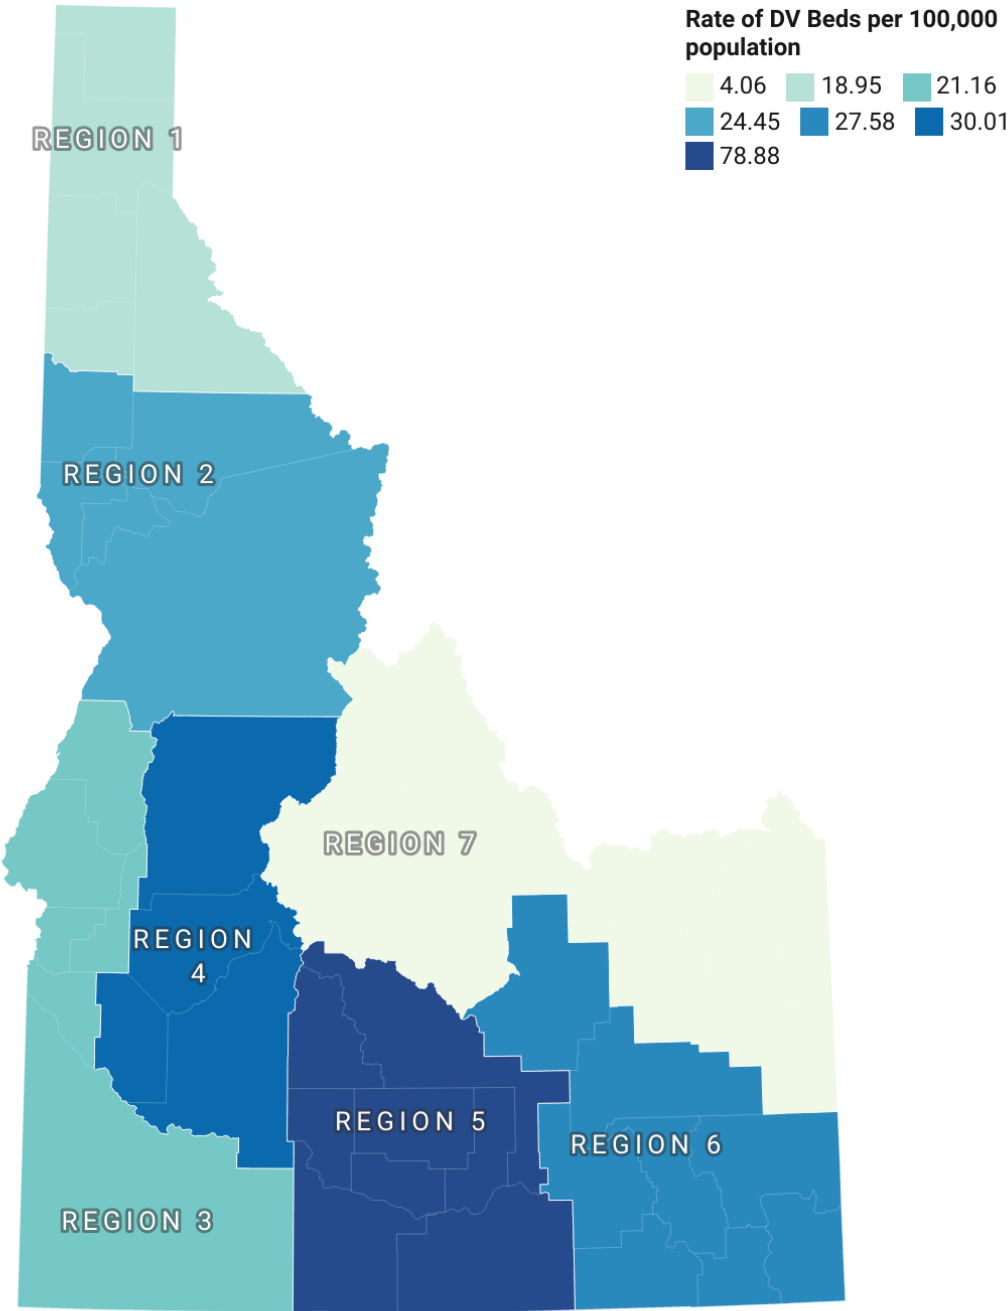 Rate of DV Beds per 100,000
population
4.06 18.95 21.16
24.45 27.58 30.01
78.88
REGION 1
REGION 2
REGION 7
REGION
4
REGION 5
REGION 6
REGION 3